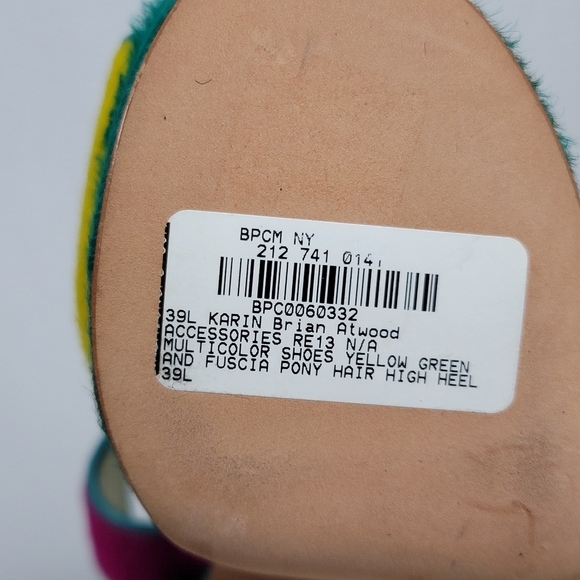 BPCM NY
212 741 0141
BPC0060332
39L KARIN Brian Atwood
ACCESSORIES RE13 N/A
MULTICOLOR SHOES YELLOW GREEN
AND FUSCIA PONY HAIR HIGH HEEL
39L